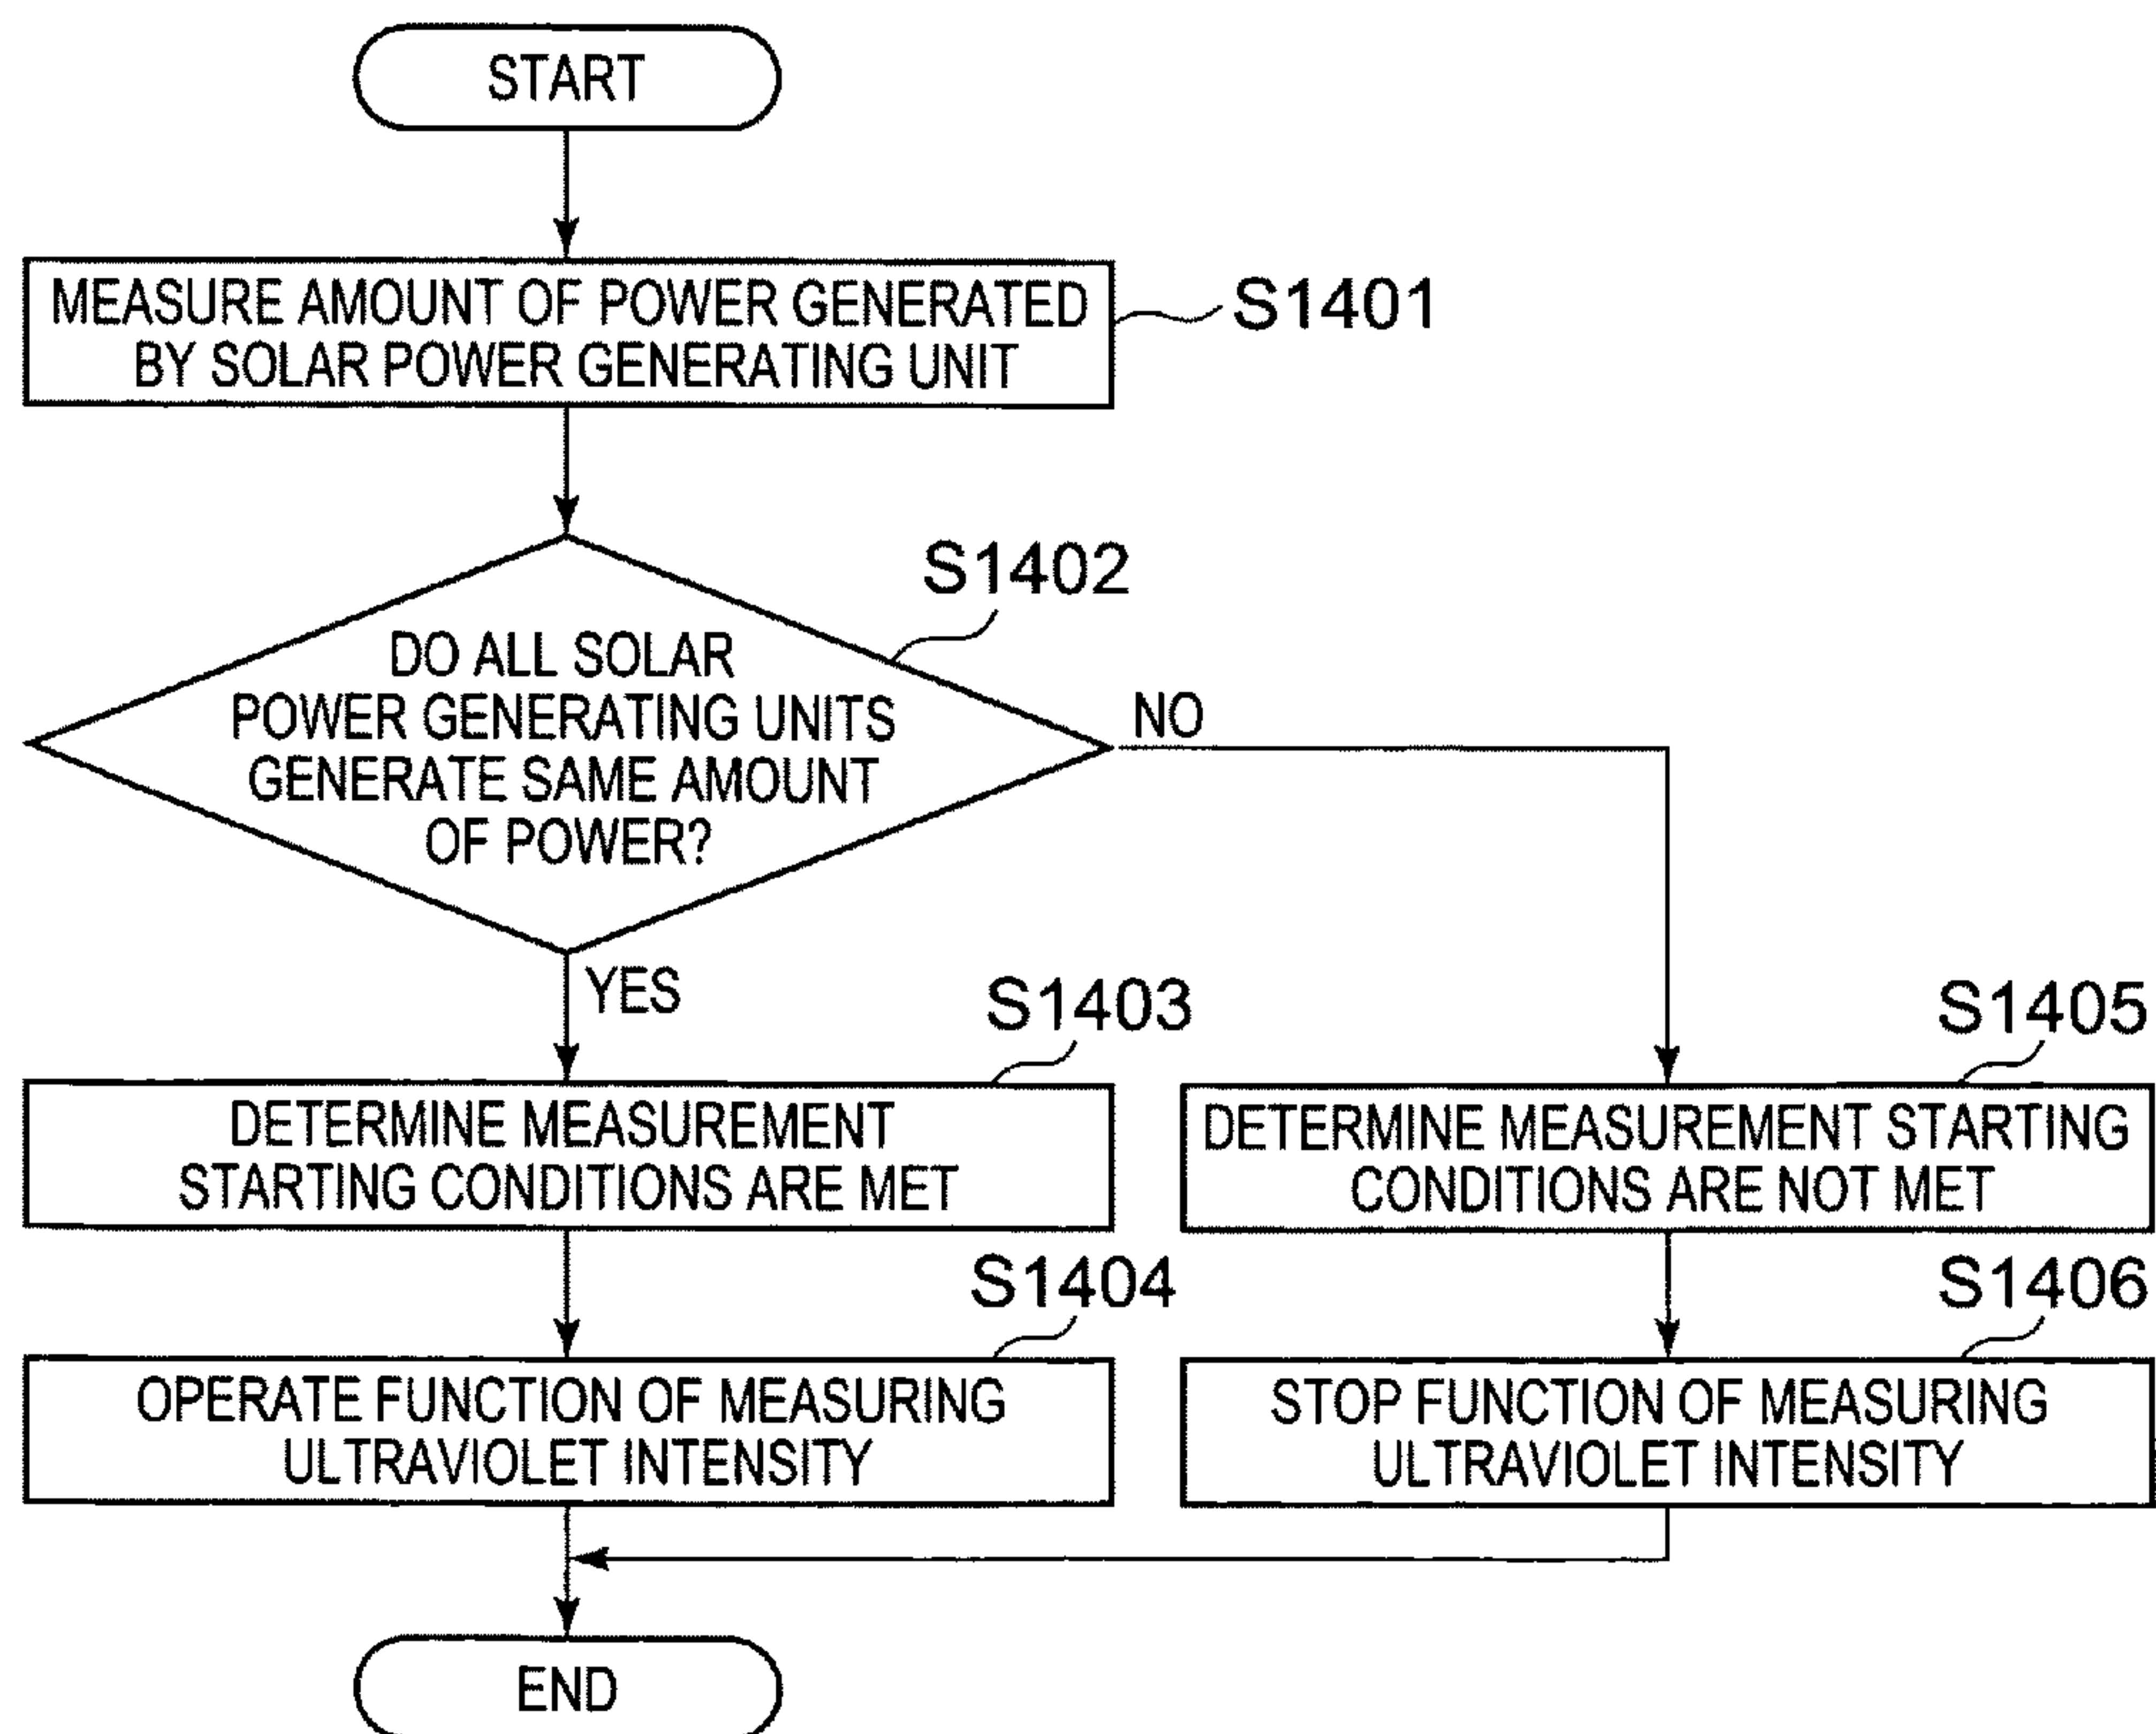 START
MEASURE AMOUNT OF POWER GENERATED
BY SOLAR POWER GENERATING UNIT
S1401
S1402
DO ALL SOLAR
POWER GENERATING UNITS
GENERATE SAME AMOUNT
OF POWER?
NO
YES
S1403
DETERMINE MEASUREMENT
STARTING CONDITIONS ARE MET
S1405
DETERMINE MEASUREMENT STARTING
CONDITIONS ARE NOT MET
S1404
OPERATE FUNCTION OF MEASURING
ULTRAVIOLET INTENSITY
S1406
STOP FUNCTION OF MEASURING
ULTRAVIOLET INTENSITY
END